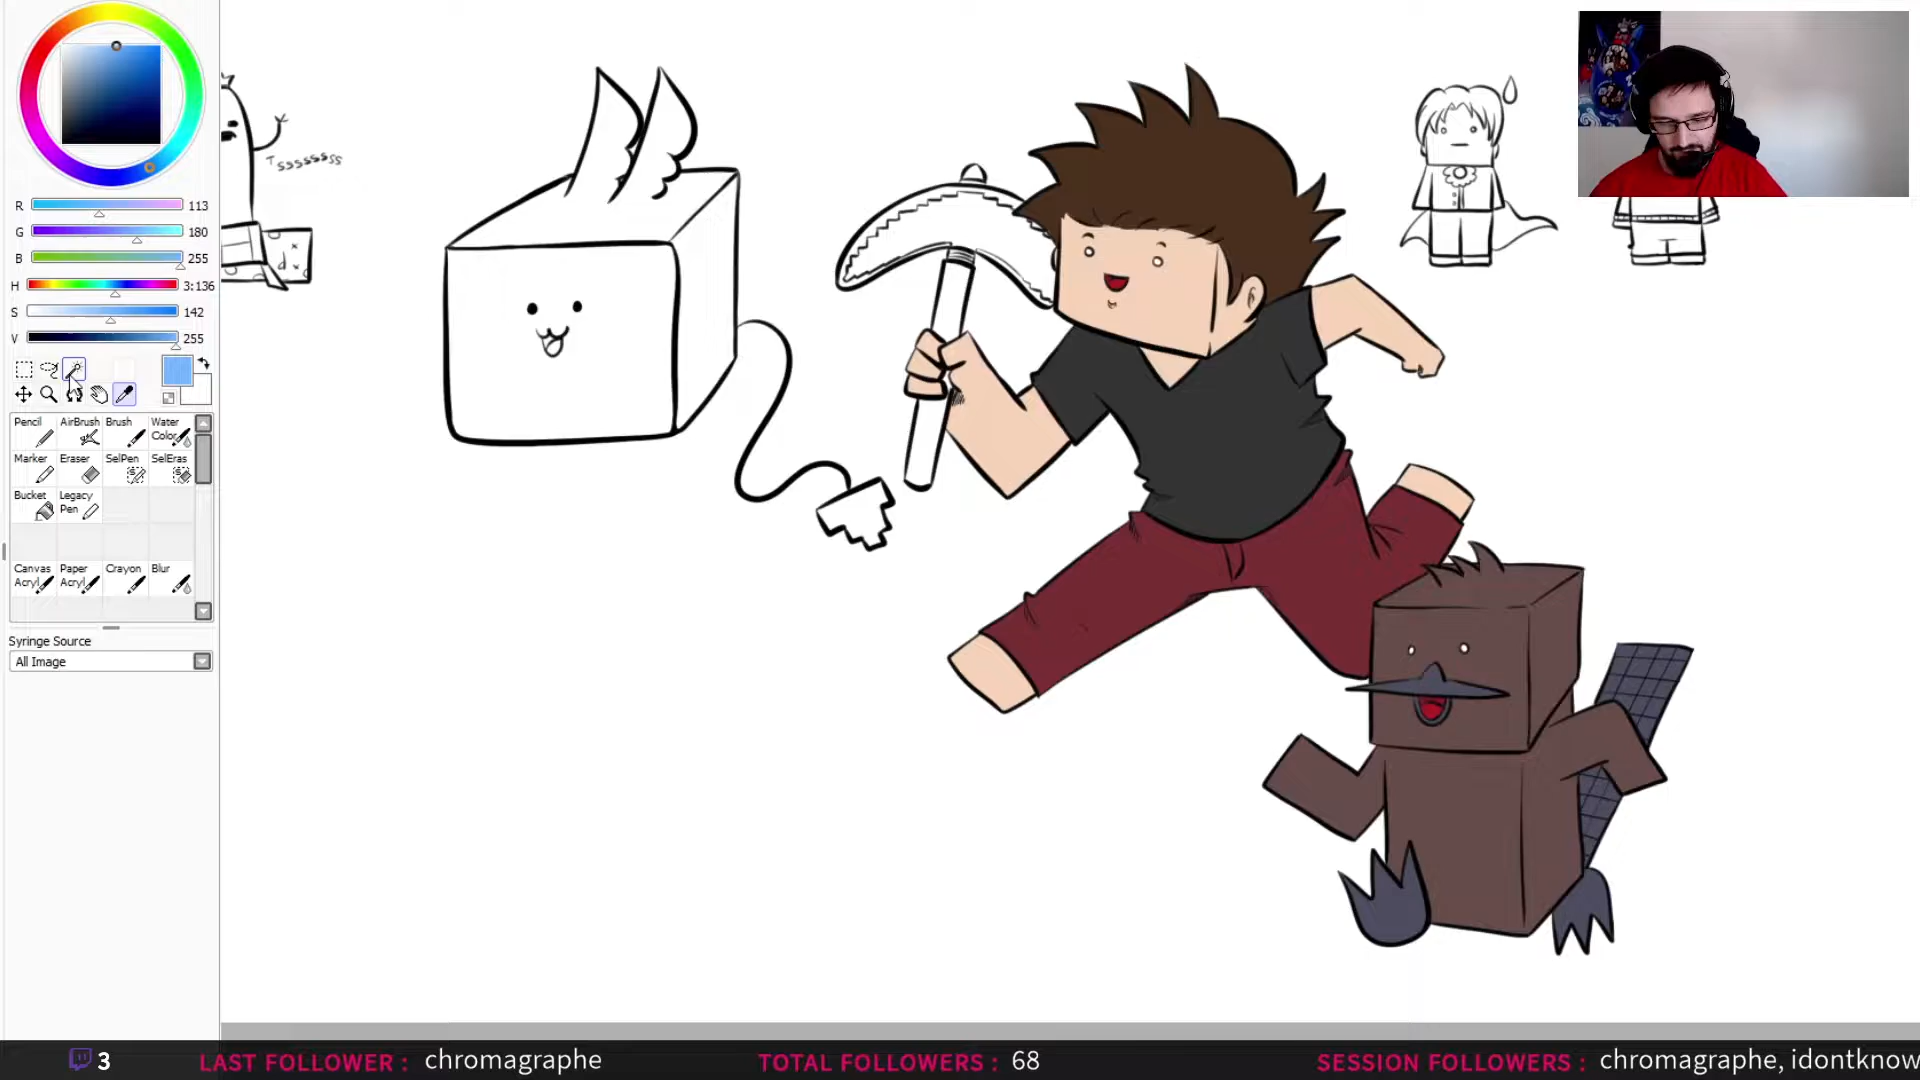 R 113
G 180
B 255
H 3:136
S 142
V 255
Pencil AirBrush Brush Water Color
Marker Eraser SelPen SelEras
Bucket Legacy Pen
Canvas Acryl Paper Acryl Crayon Blur
Syringe Source
All Image
Tssssssss
3 LAST FOLLOWER : chromagraphe TOTAL FOLLOWERS : 68 SESSION FOLLOWERS : chromagraphe, idontknow